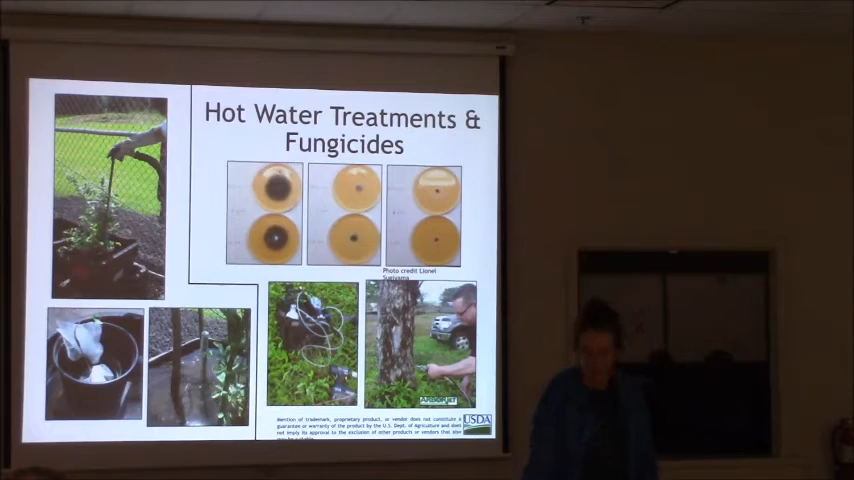 Hot Water Treatments &
Fungicides
Photo credit Lionel
Sugiyama
ARBORJET
Mention of trademark, proprietary product, or vendor does not constitute a
guarantee or warranty of the product by the U.S. Dept. of Agriculture and does
not imply its approval to the exclusion of other products or vendors that also
USDA